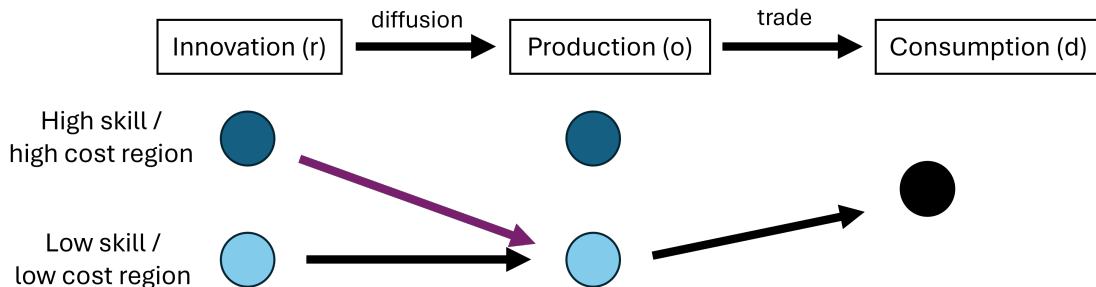 diffusion
trade
Innovation (r)
Production (o)
Consumption (d)
High skill /
high cost region
Low skill /
low cost region